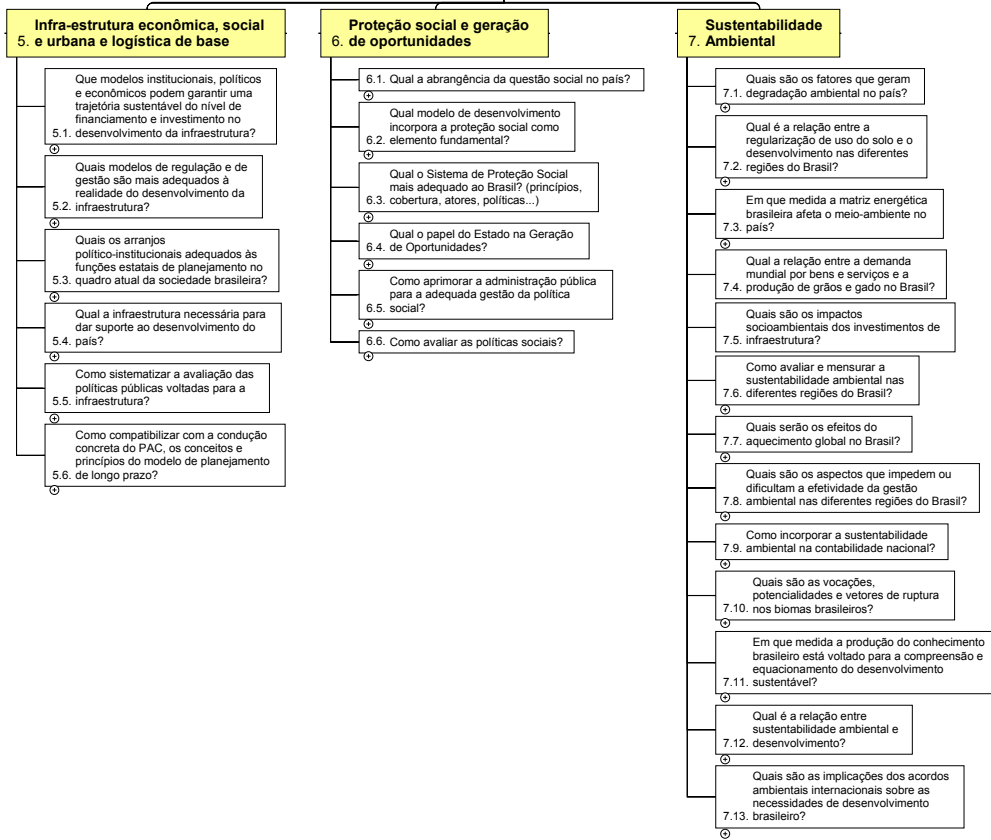 Infra-estrutura econômica, social
5. e urbana e logística de base
Que modelos institucionais, políticos
e econômicos podem garantir uma
trajetória sustentável do nível de
financiamento e investimento no
5.1. desenvolvimento da infraestrutura?
Quais modelos de regulação e de
gestão são mais adequados à
realidade do desenvolvimento da
5.2. infraestrutura?
Quais os arranjos
político-institucionais adequados às
funções estatais de planejamento no
5.3. quadro atual da sociedade brasileira?
Qual a infraestrutura necessária para
dar suporte ao desenvolvimento do
5.4. país?
Como sistematizar a avaliação das
políticas públicas voltadas para a
5.5. infraestrutura?
Como compatibilizar com a condução
concreta do PAC, os conceitos e
princípios do modelo de planejamento
5.6. de longo prazo?
Proteção social e geração
6. de oportunidades
6.1. Qual a abrangência da questão social no país?
Qual modelo de desenvolvimento
incorpora a proteção social como
6.2. elemento fundamental?
Qual o Sistema de Proteção Social
mais adequado ao Brasil? (princípios,
6.3. cobertura, atores, políticas...)
Qual o papel do Estado na Geração
6.4. de Oportunidades?
Como aprimorar a administração pública
para a adequada gestão da política
6.5. social?
6.6. Como avaliar as políticas sociais?
Sustentabilidade
7. Ambiental
Quais são os fatores que geram
7.1. degradação ambiental no país?
Qual é a relação entre a
regularização de uso do solo e o
desenvolvimento nas diferentes
7.2. regiões do Brasil?
Em que medida a matriz energética
brasileira afeta o meio-ambiente no
7.3. país?
Qual a relação entre a demanda
mundial por bens e serviços e a
7.4. produção de grãos e gado no Brasil?
Quais são os impactos
socioambientais dos investimentos de
7.5. infraestrutura?
Como avaliar e mensurar a
sustentabilidade ambiental nas
7.6. diferentes regiões do Brasil?
Quais serão os efeitos do
7.7. aquecimento global no Brasil?
Quais são os aspectos que impedem ou
dificultam a efetividade da gestão
7.8. ambiental nas diferentes regiões do Brasil?
Como incorporar a sustentabilidade
7.9. ambiental na contabilidade nacional?
Quais são as vocações,
potencialidades e vetores de ruptura
7.10. nos biomas brasileiros?
Em que medida a produção do conhecimento
brasileiro está voltado para a compreensão e
equacionamento do desenvolvimento
7.11. sustentável?
Qual é a relação entre
sustentabilidade ambiental e
7.12. desenvolvimento?
Quais são as implicações dos acordos
ambientais internacionais sobre as
necessidades de desenvolvimento
7.13. brasileiro?